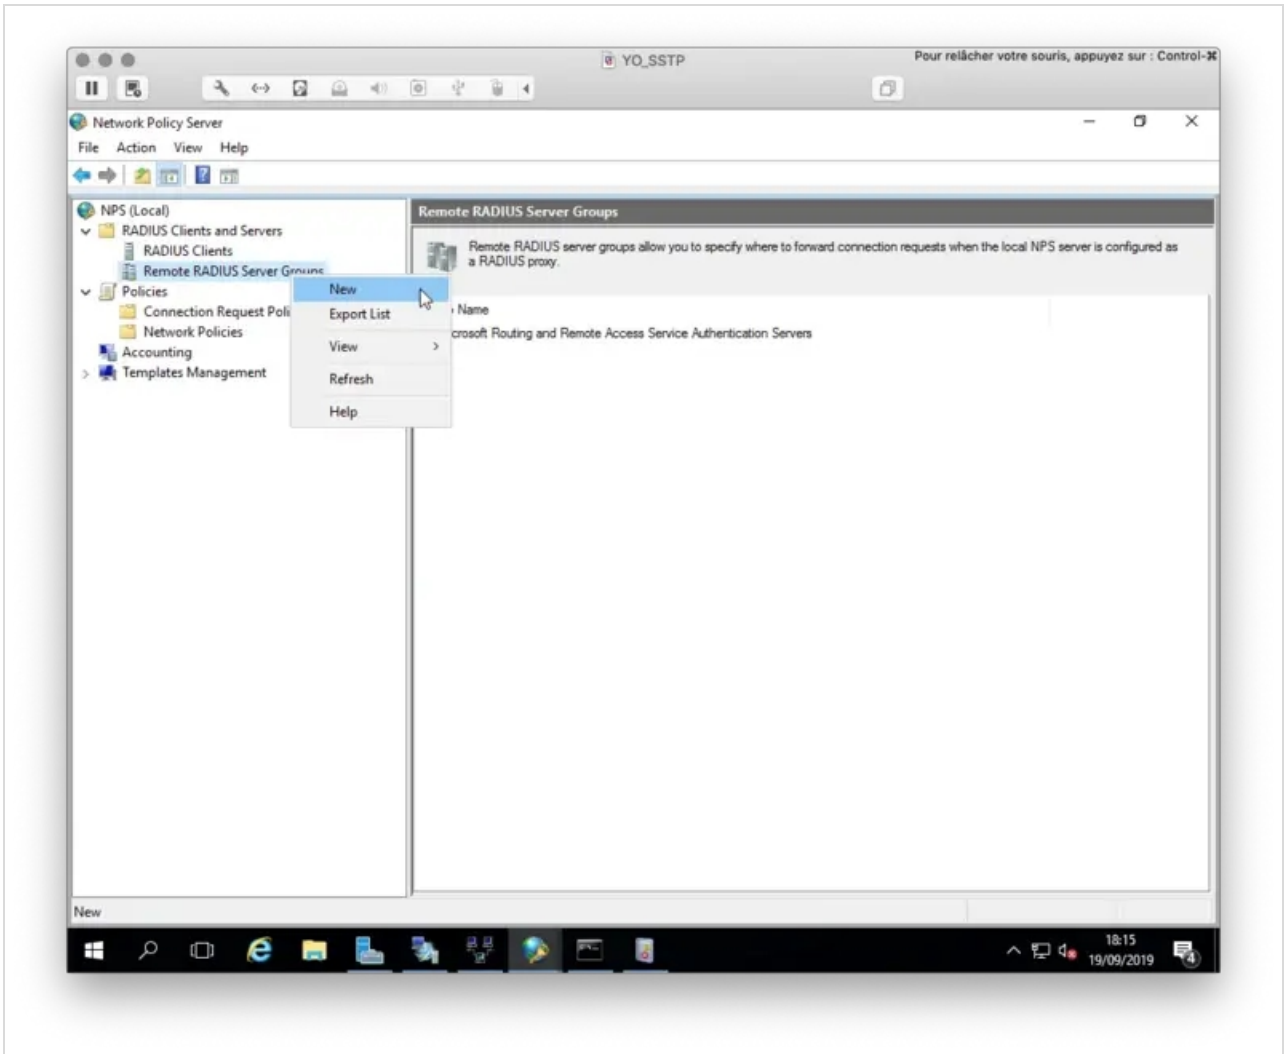 YO_SSTP
Pour relâcher votre souris, appuyez sur : Control-⌘
Network Policy Server
File Action View Help
NPS (Local)
RADIUS Clients and Servers
RADIUS Clients
Remote RADIUS Server Groups
Policies
Connection Request Poli
Network Policies
Accounting
Templates Management
New
Export List
View
Refresh
Help
Remote RADIUS Server Groups
Remote RADIUS server groups allow you to specify where to forward connection requests when the local NPS server is configured as
a RADIUS proxy.
Name
crosoft Routing and Remote Access Service Authentication Servers
New
18:15
19/09/2019
4